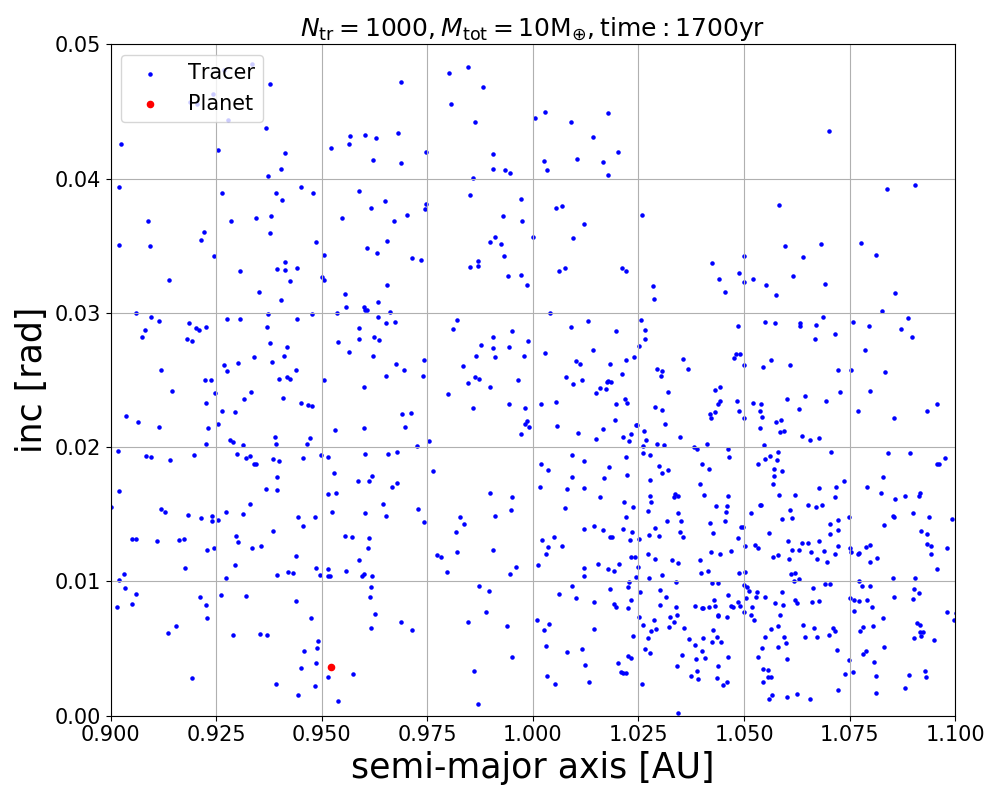 N_tr = 1000, M_tot = 10M_⊕, time : 1700yr
Tracer
Planet
inc [rad]
0.05
0.04
0.03
0.02
0.01
0.00
0.900 0.925 0.950 0.975 1.000 1.025 1.050 1.075 1.100
semi-major axis [AU]